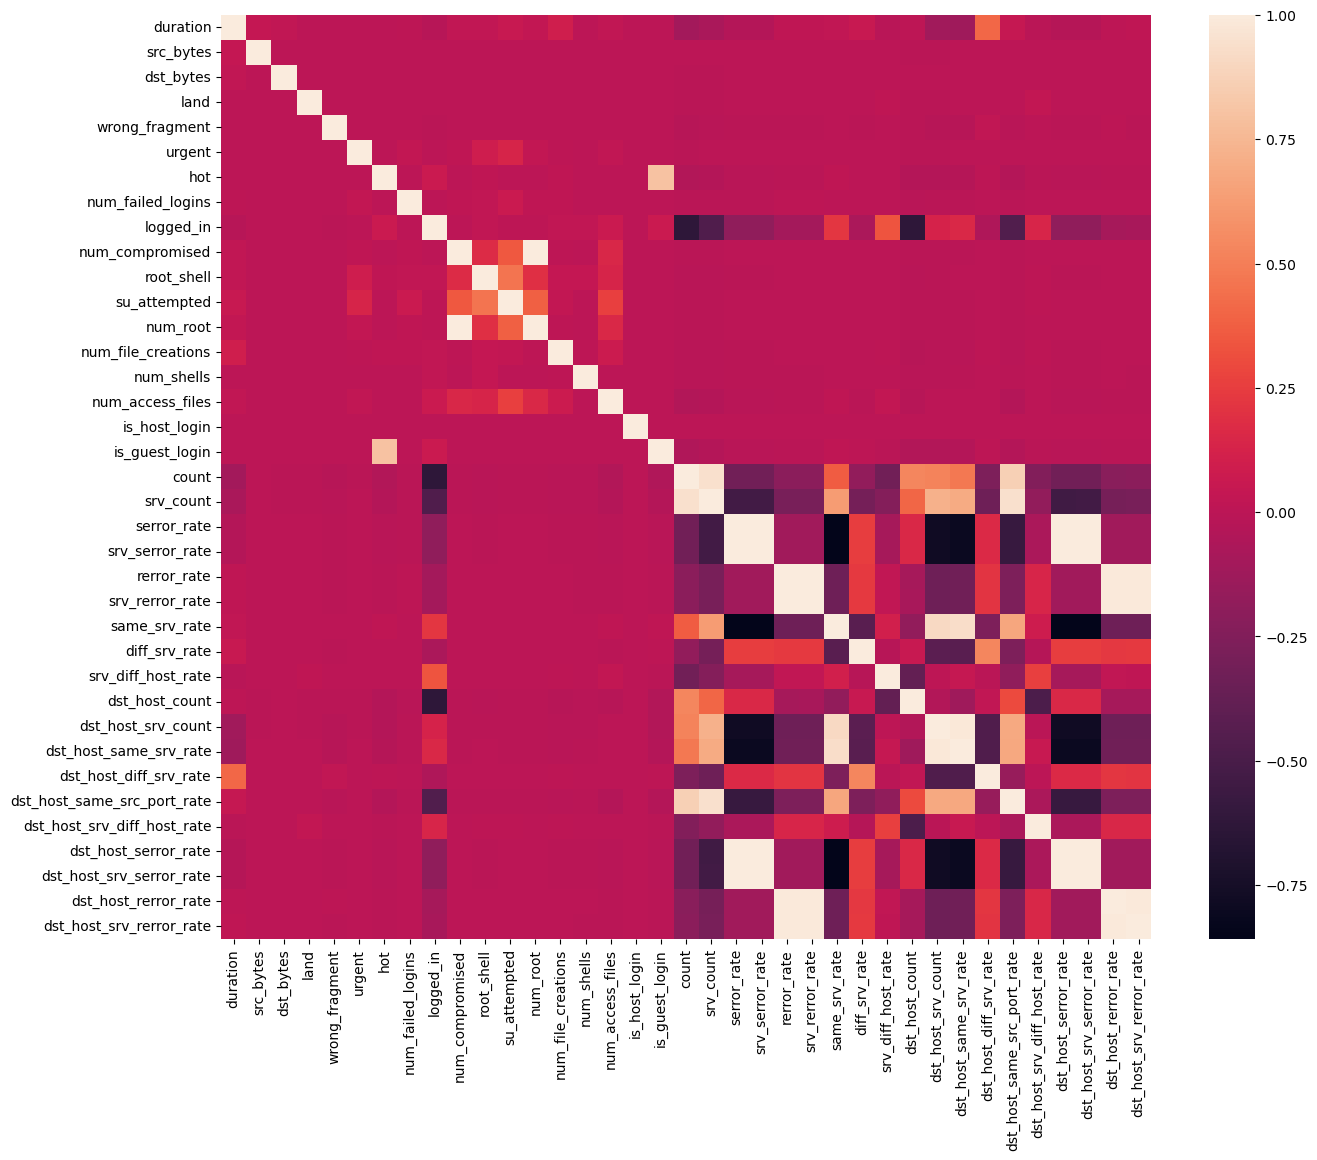 duration
src_bytes
dst_bytes
land
wrong_fragment
urgent
hot
num_failed_logins
logged_in
num_compromised
root_shell
su_attempted
num_root
num_file_creations
num_shells
num_access_files
is_host_login
is_guest_login
count
srv_count
serror_rate
srv_serror_rate
rerror_rate
srv_rerror_rate
same_srv_rate
diff_srv_rate
srv_diff_host_rate
dst_host_count
dst_host_srv_count
dst_host_same_srv_rate
dst_host_diff_srv_rate
dst_host_same_src_port_rate
dst_host_srv_diff_host_rate
dst_host_serror_rate
dst_host_srv_serror_rate
dst_host_rerror_rate
dst_host_srv_rerror_rate
duration
src_bytes
dst_bytes
land
wrong_fragment
urgent
hot
num_failed_logins
logged_in
num_compromised
root_shell
su_attempted
num_root
num_file_creations
num_shells
num_access_files
is_host_login
is_guest_login
count
srv_count
serror_rate
srv_serror_rate
rerror_rate
srv_rerror_rate
same_srv_rate
diff_srv_rate
srv_diff_host_rate
dst_host_count
dst_host_srv_count
dst_host_same_srv_rate
dst_host_diff_srv_rate
dst_host_same_src_port_rate
dst_host_srv_diff_host_rate
dst_host_serror_rate
dst_host_srv_serror_rate
dst_host_rerror_rate
dst_host_srv_rerror_rate
1.00
0.75
0.50
0.25
0.00
−0.25
−0.50
−0.75